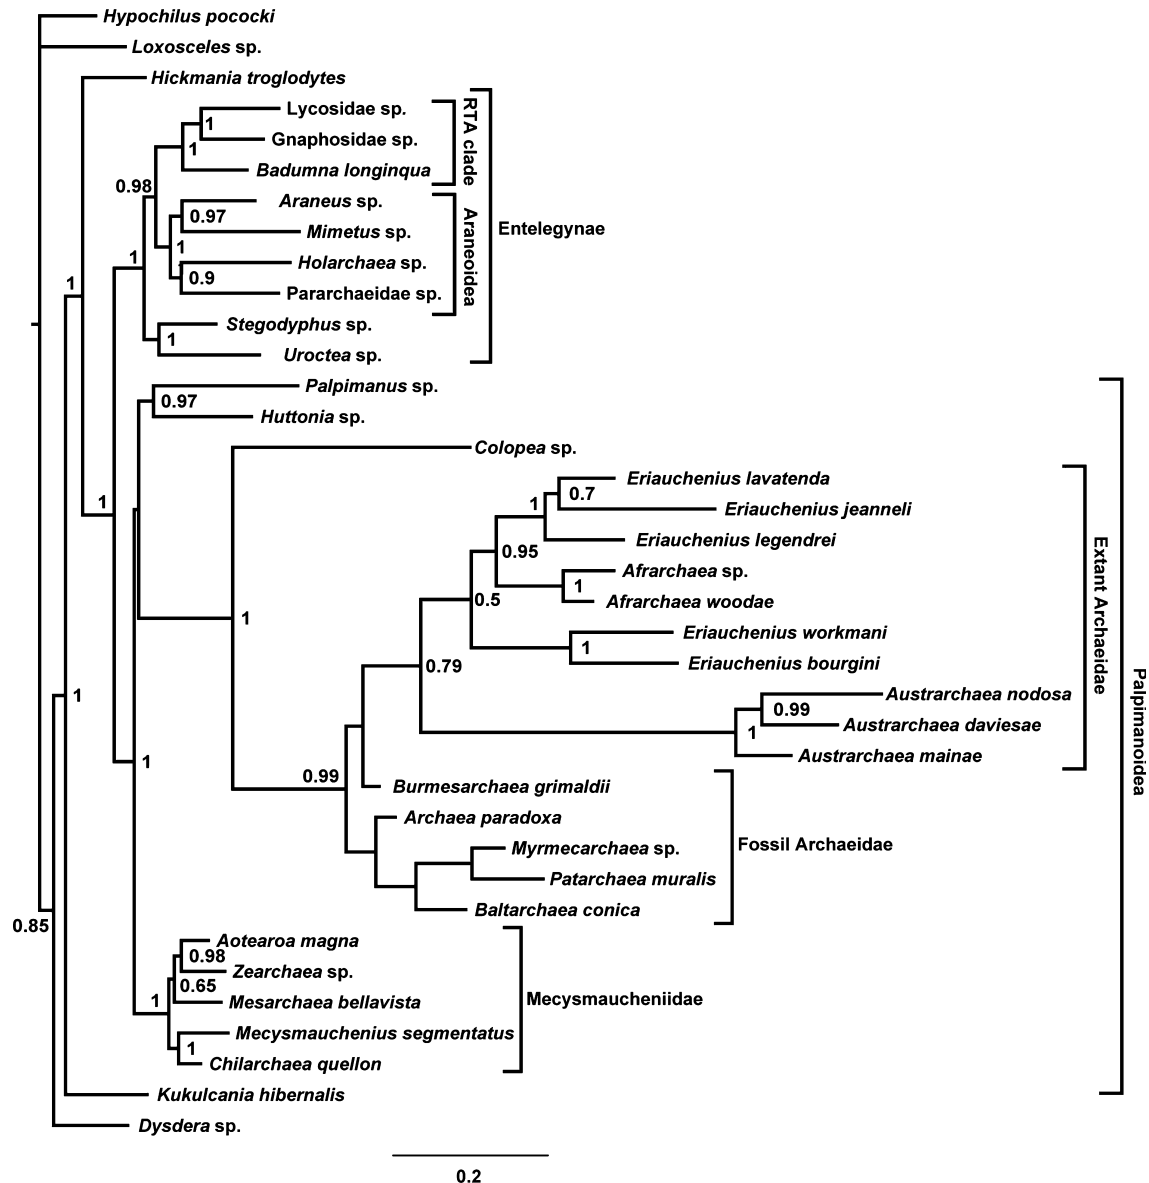 Hypochilus pococki
Loxosceles sp.
Hickmania troglodytes
Lycosidae sp.
1
Gnaphosidae sp.
1
Badumna longinqua
RTA clade
0.98
Araneus sp.
0.97
Mimetus sp.
Entelegynae
1
1
Holarchaea sp.
0.9
Pararchaeidae sp.
Araneoidea
1
Stegodyphus sp.
1
Uroctea sp.
Palpimanus sp.
0.97
Huttonia sp.
Colopea sp.
Eriauchenius lavatenda
0.7
1
Eriauchenius jeanneli
1
Eriauchenius legendrei
0.95
Afrarchaea sp.
1
0.5
Afrarchaea woodae
1
Eriauchenius workmani
1
Eriauchenius bourgini
Extant Archaeidae
0.79
Austrarchaea nodosa
1
0.99
Austrarchaea daviesae
1
Austrarchaea mainae
Palpimanoidea
1
0.99
Burmesarchaea grimaldii
Archaea paradoxa
Myrmecarchaea sp.
Fossil Archaeidae
Patarchaea muralis
Baltarchaea conica
0.85
Aotearoa magna
0.98
Zearchaea sp.
0.65
1
Mesarchaea bellavista
Mecysmaucheniidae
Mecysmauchenius segmentatus
1
Chilarchaea quellon
Kukulcania hibernalis
Dysdera sp.
0.2